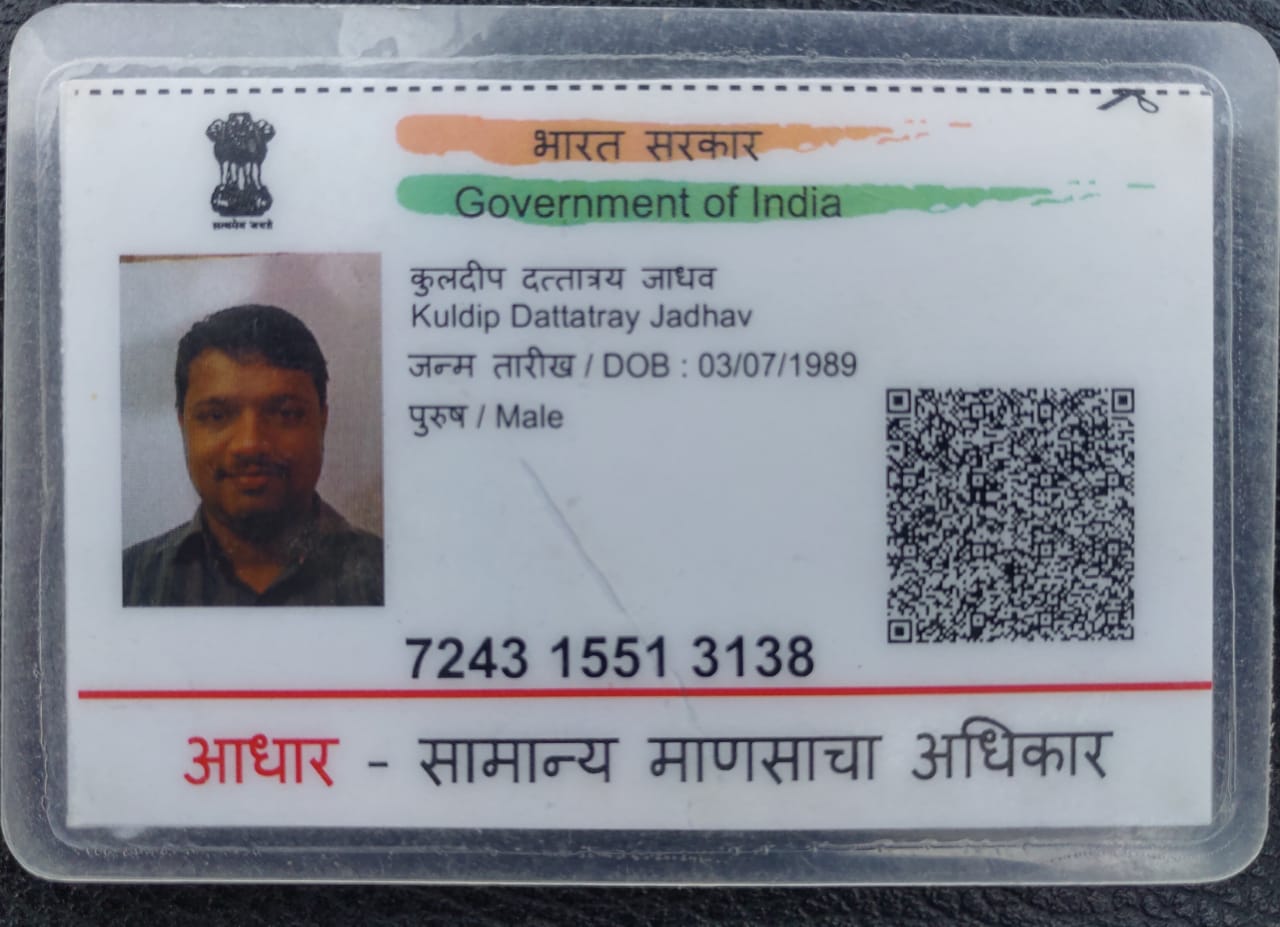 भारत सरकार
Government of India
सत्यमेव जयते
कुलदीप दत्तात्रय जाधव
Kuldip Dattatray Jadhav
जन्म तारीख / DOB : 03/07/1989
पुरुष / Male
7243 1551 3138
आधार - सामान्य माणसाचा अधिकार